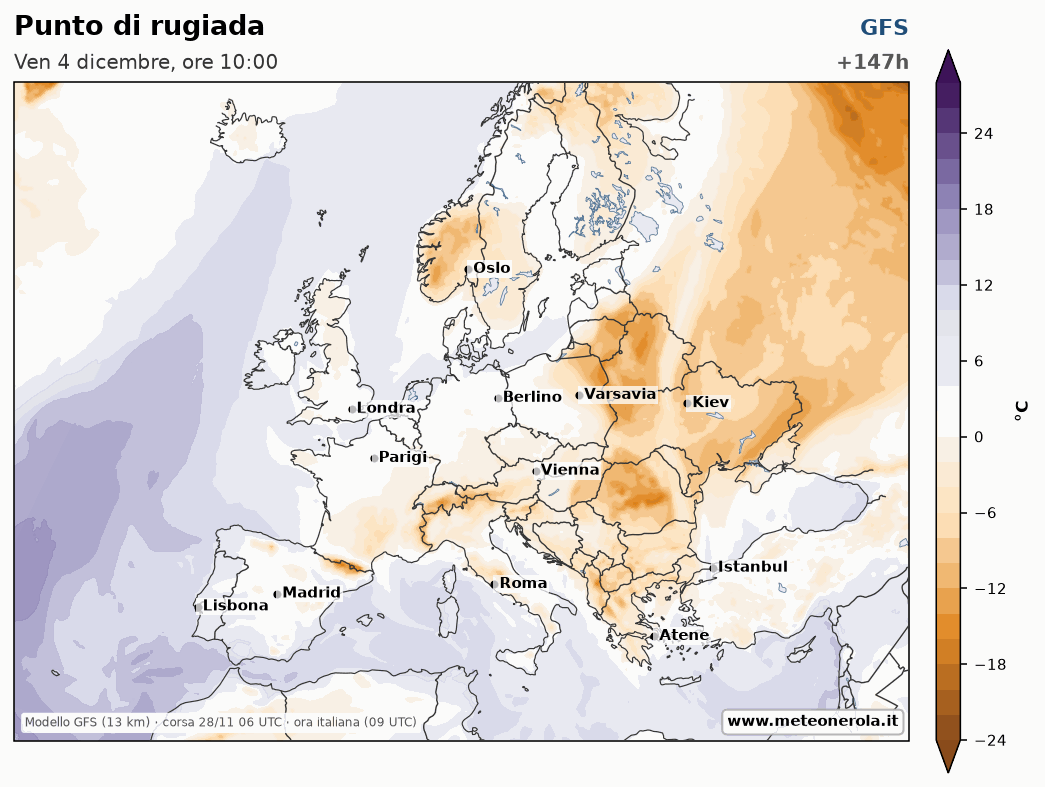 Punto di rugiada
GFS
Ven 4 dicembre, ore 10:00
+147h
Oslo
Londra
Berlino
Varsavia
Kiev
Parigi
Vienna
Istanbul
Roma
Madrid
Lisbona
Atene
24
18
12
6
0
−6
−12
−18
−24
°C
Modello GFS (13 km) · corsa 28/11 06 UTC · ora italiana (09 UTC)
www.meteonerola.it